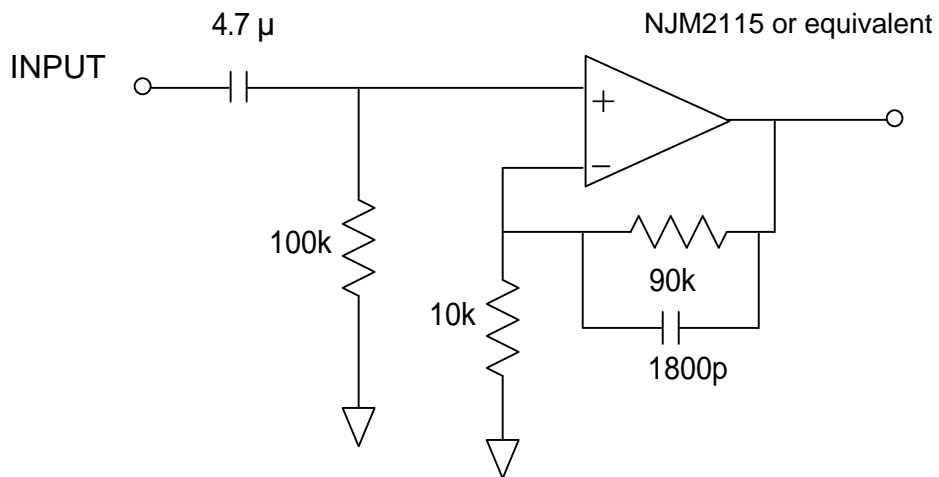 4.7 μ
NJM2115 or equivalent
INPUT
+
−
100k
90k
10k
1800p